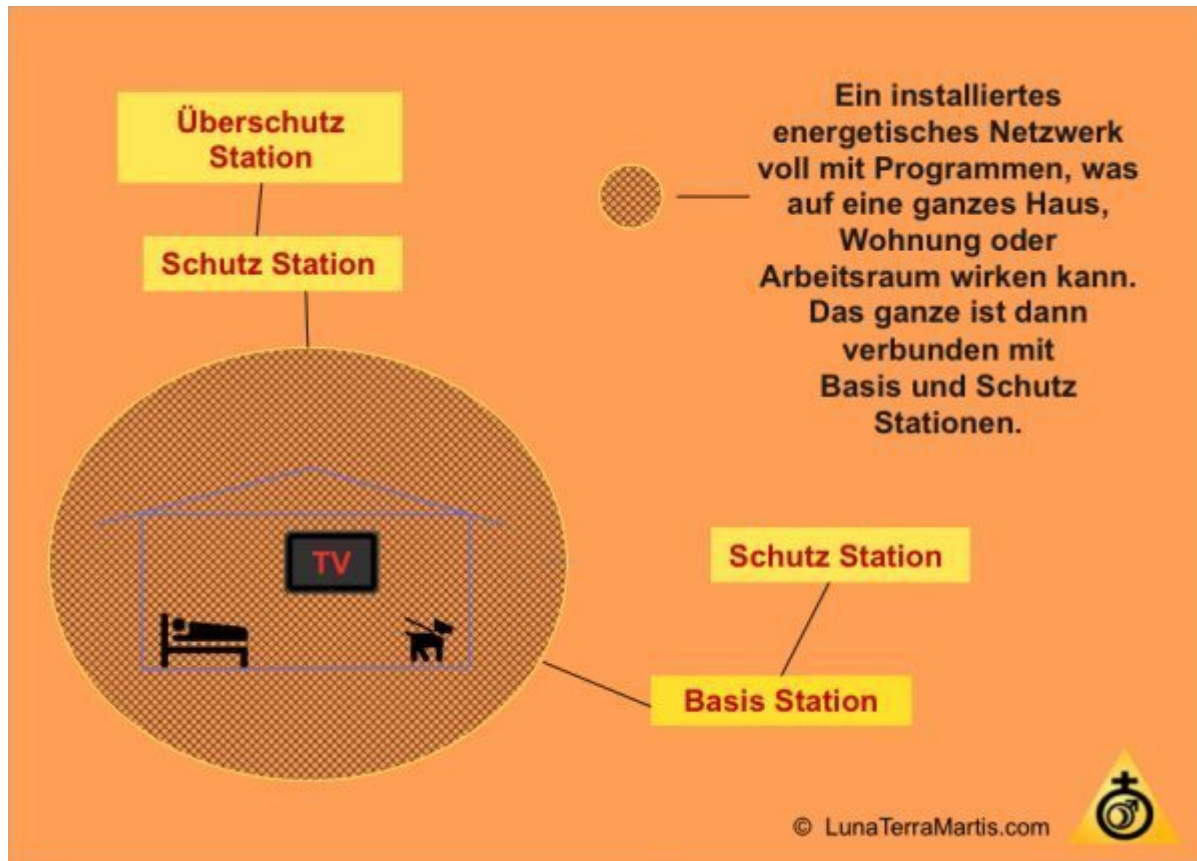 Überschutz
Station
Schutz Station
Ein installiertes
energetisches Netzwerk
voll mit Programmen, was
auf eine ganzes Haus,
Wohnung oder
Arbeitsraum wirken kann.
Das ganze ist dann
verbunden mit
Basis und Schutz
Stationen.
TV
Schutz Station
Basis Station
© LunaTerraMartis.com